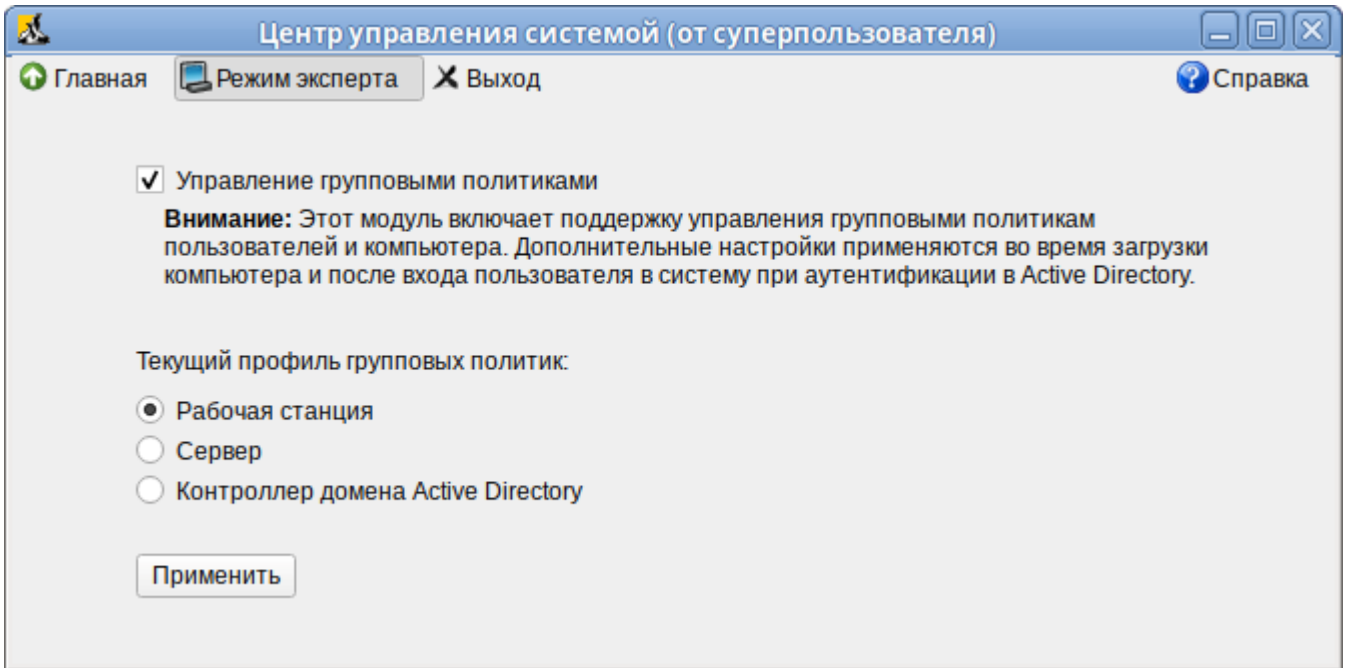 Центр управления системой (от суперпользователя)
Главная Режим эксперта Выход Справка
Управление групповыми политиками
Внимание: Этот модуль включает поддержку управления групповыми политикам
пользователей и компьютера. Дополнительные настройки применяются во время загрузки
компьютера и после входа пользователя в систему при аутентификации в Active Directory.
Текущий профиль групповых политик:
Рабочая станция
Сервер
Контроллер домена Active Directory
Применить